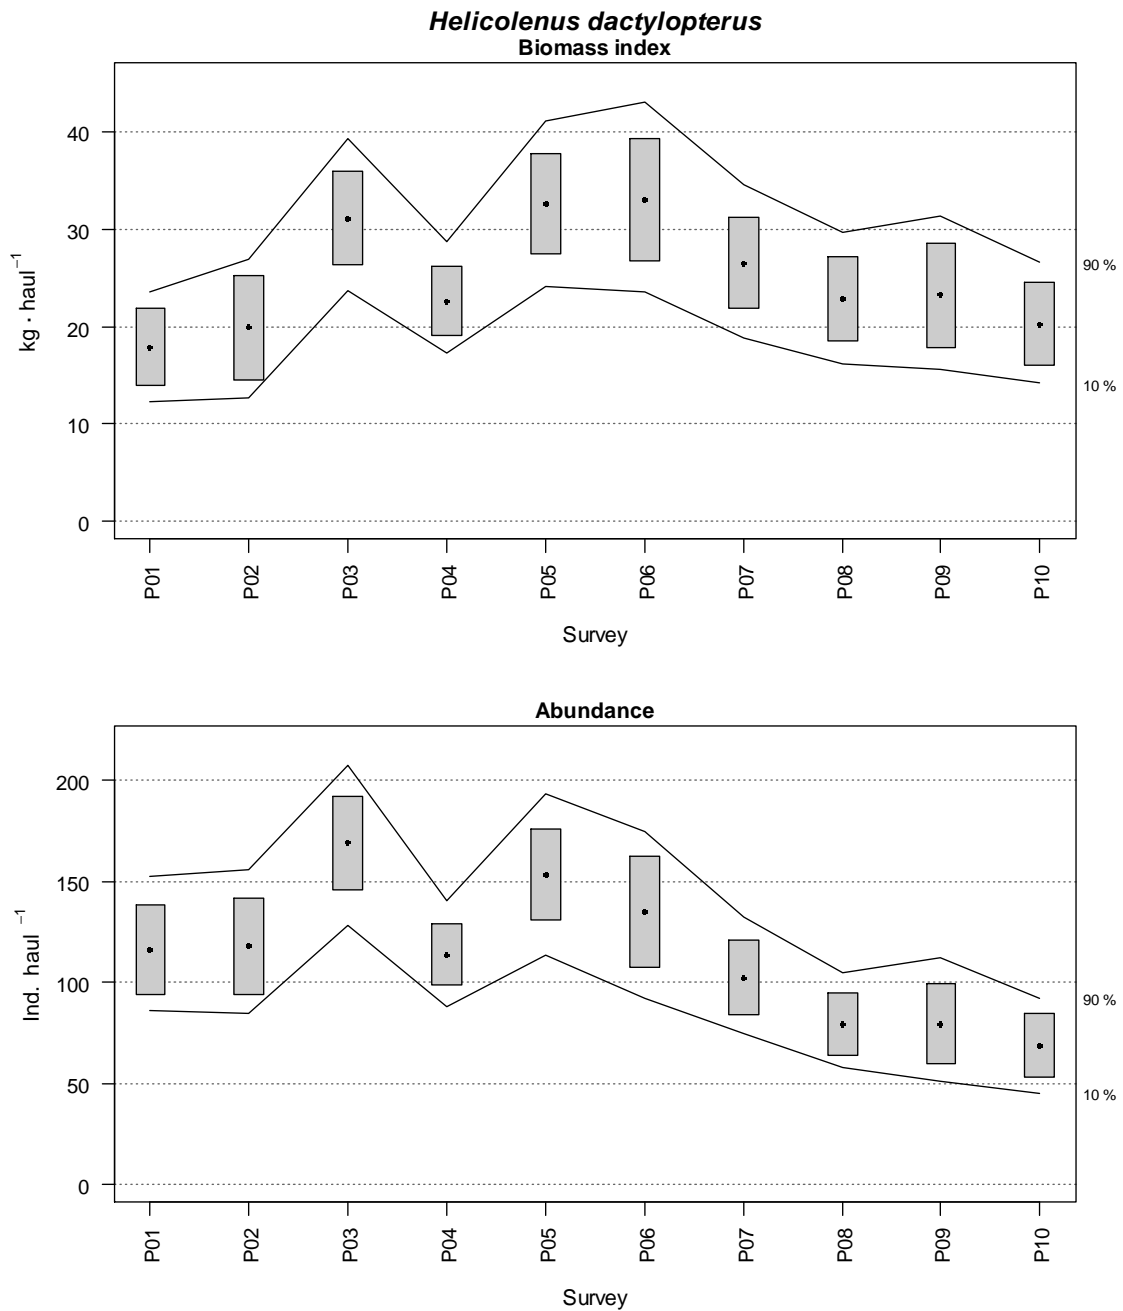 Helicolenus dactylopterus
Biomass index
kg · haul⁻¹
40
30
20
10
0
90 %
10 %
P01 P02 P03 P04 P05 P06 P07 P08 P09 P10
Survey
Abundance
Ind. haul ⁻¹
200
150
100
50
0
90 %
10 %
P01 P02 P03 P04 P05 P06 P07 P08 P09 P10
Survey